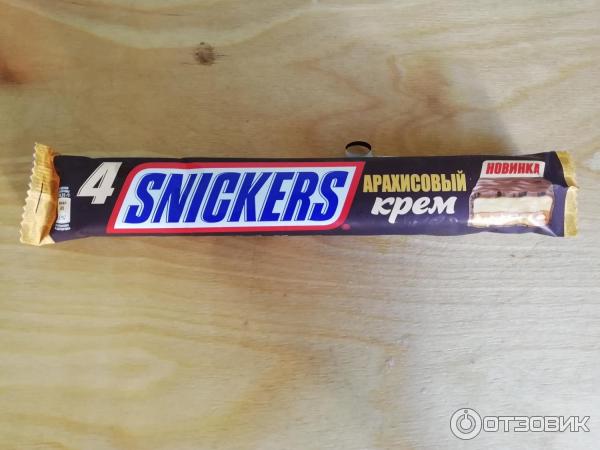 4
SNICKERS
АРАХИСОВЫЙ
крем
НОВИНКА
ОТЗОВИК